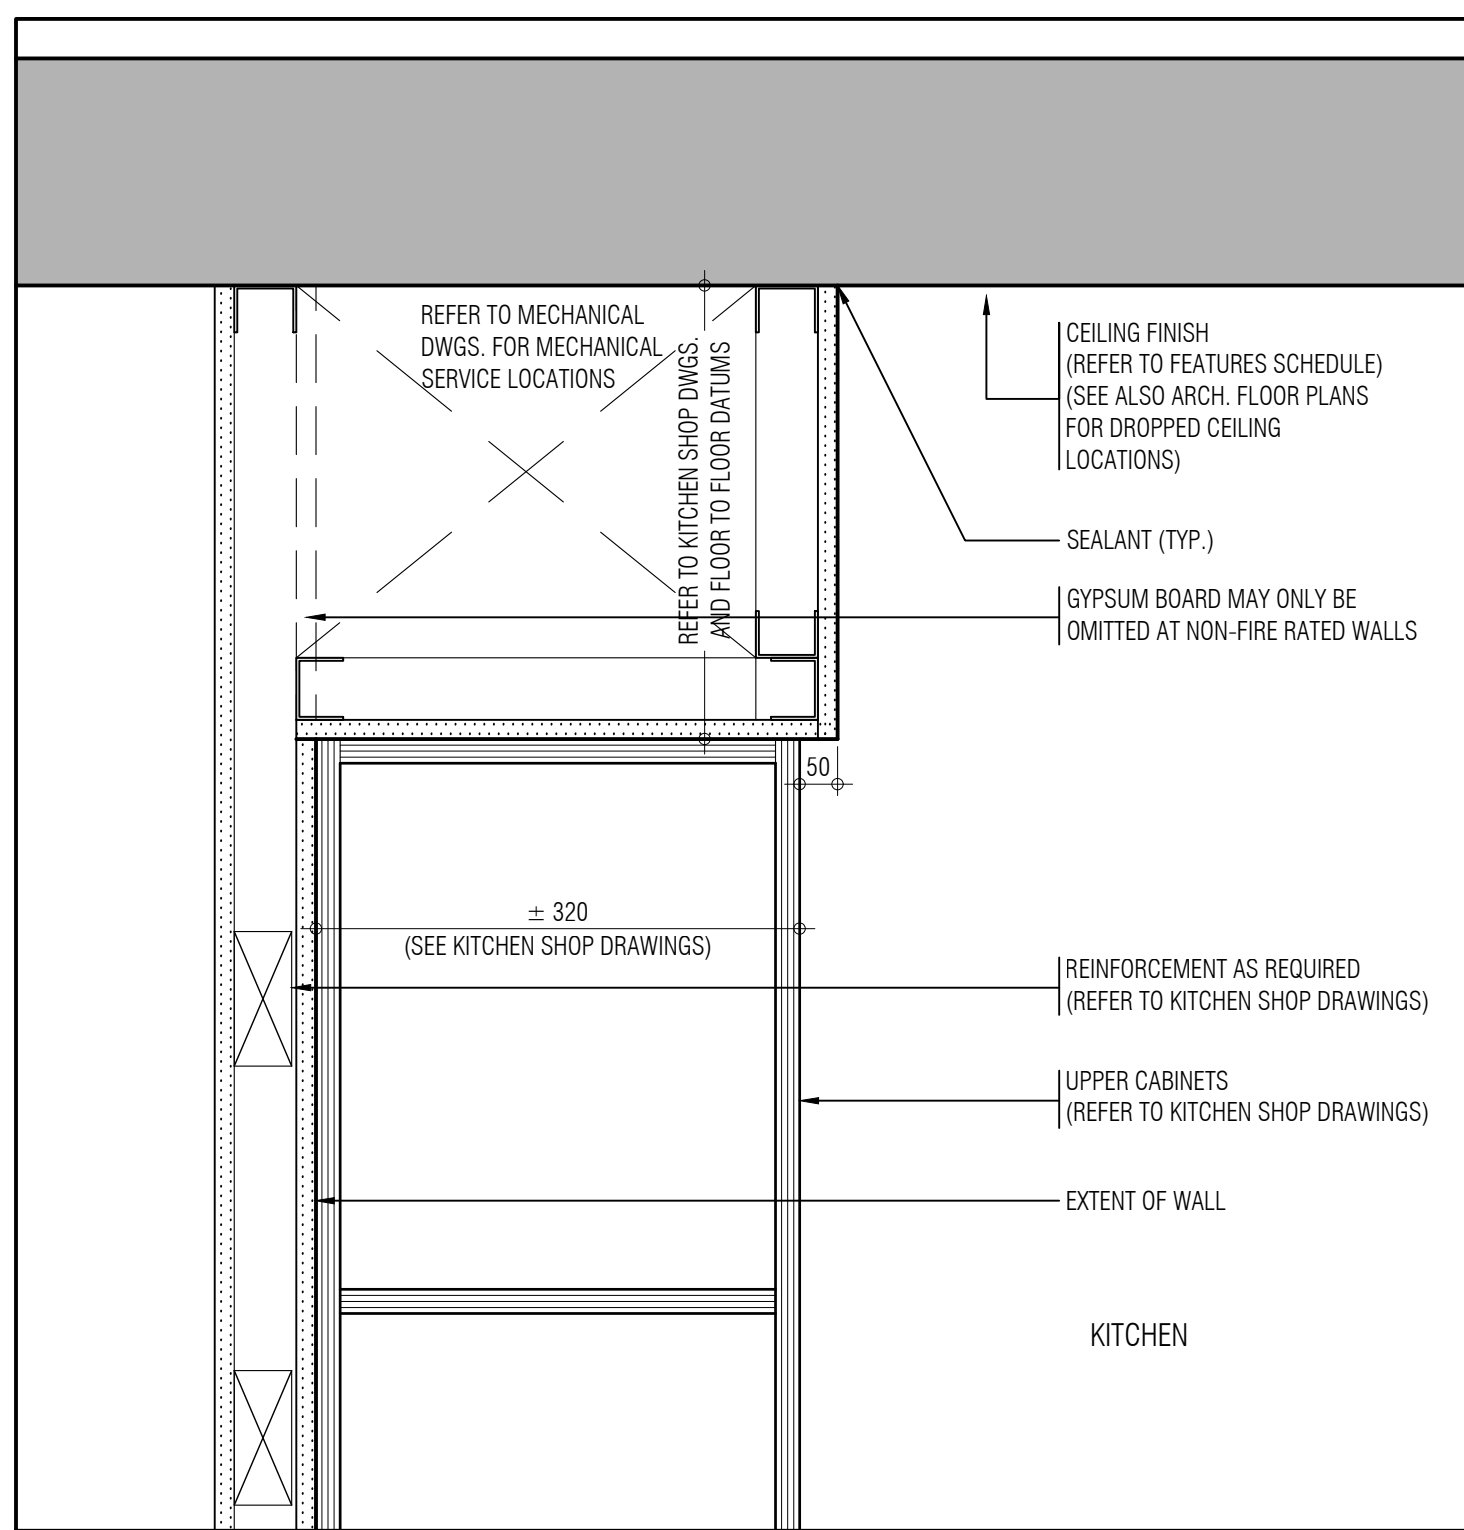 REFER TO MECHANICAL
DWGS. FOR MECHANICAL
SERVICE LOCATIONS
REFER TO KITCHEN SHOP DWGS.
AND FLOOR TO FLOOR DATUMS
CEILING FINISH
(REFER TO FEATURES SCHEDULE)
(SEE ALSO ARCH. FLOOR PLANS
FOR DROPPED CEILING
LOCATIONS)
SEALANT (TYP.)
GYPSUM BOARD MAY ONLY BE
OMITTED AT NON-FIRE RATED WALLS
50
± 320
(SEE KITCHEN SHOP DRAWINGS)
REINFORCEMENT AS REQUIRED
(REFER TO KITCHEN SHOP DRAWINGS)
UPPER CABINETS
(REFER TO KITCHEN SHOP DRAWINGS)
EXTENT OF WALL
KITCHEN